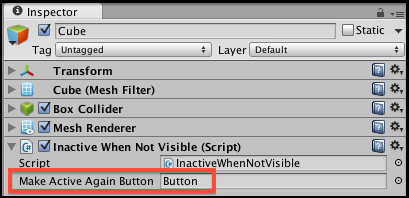 Inspector
Cube
Static
Tag Untagged Layer Default
Transform
Cube (Mesh Filter)
Box Collider
Mesh Renderer
Inactive When Not Visible (Script)
Script InactiveWhenNotVisible
Make Active Again Button Button